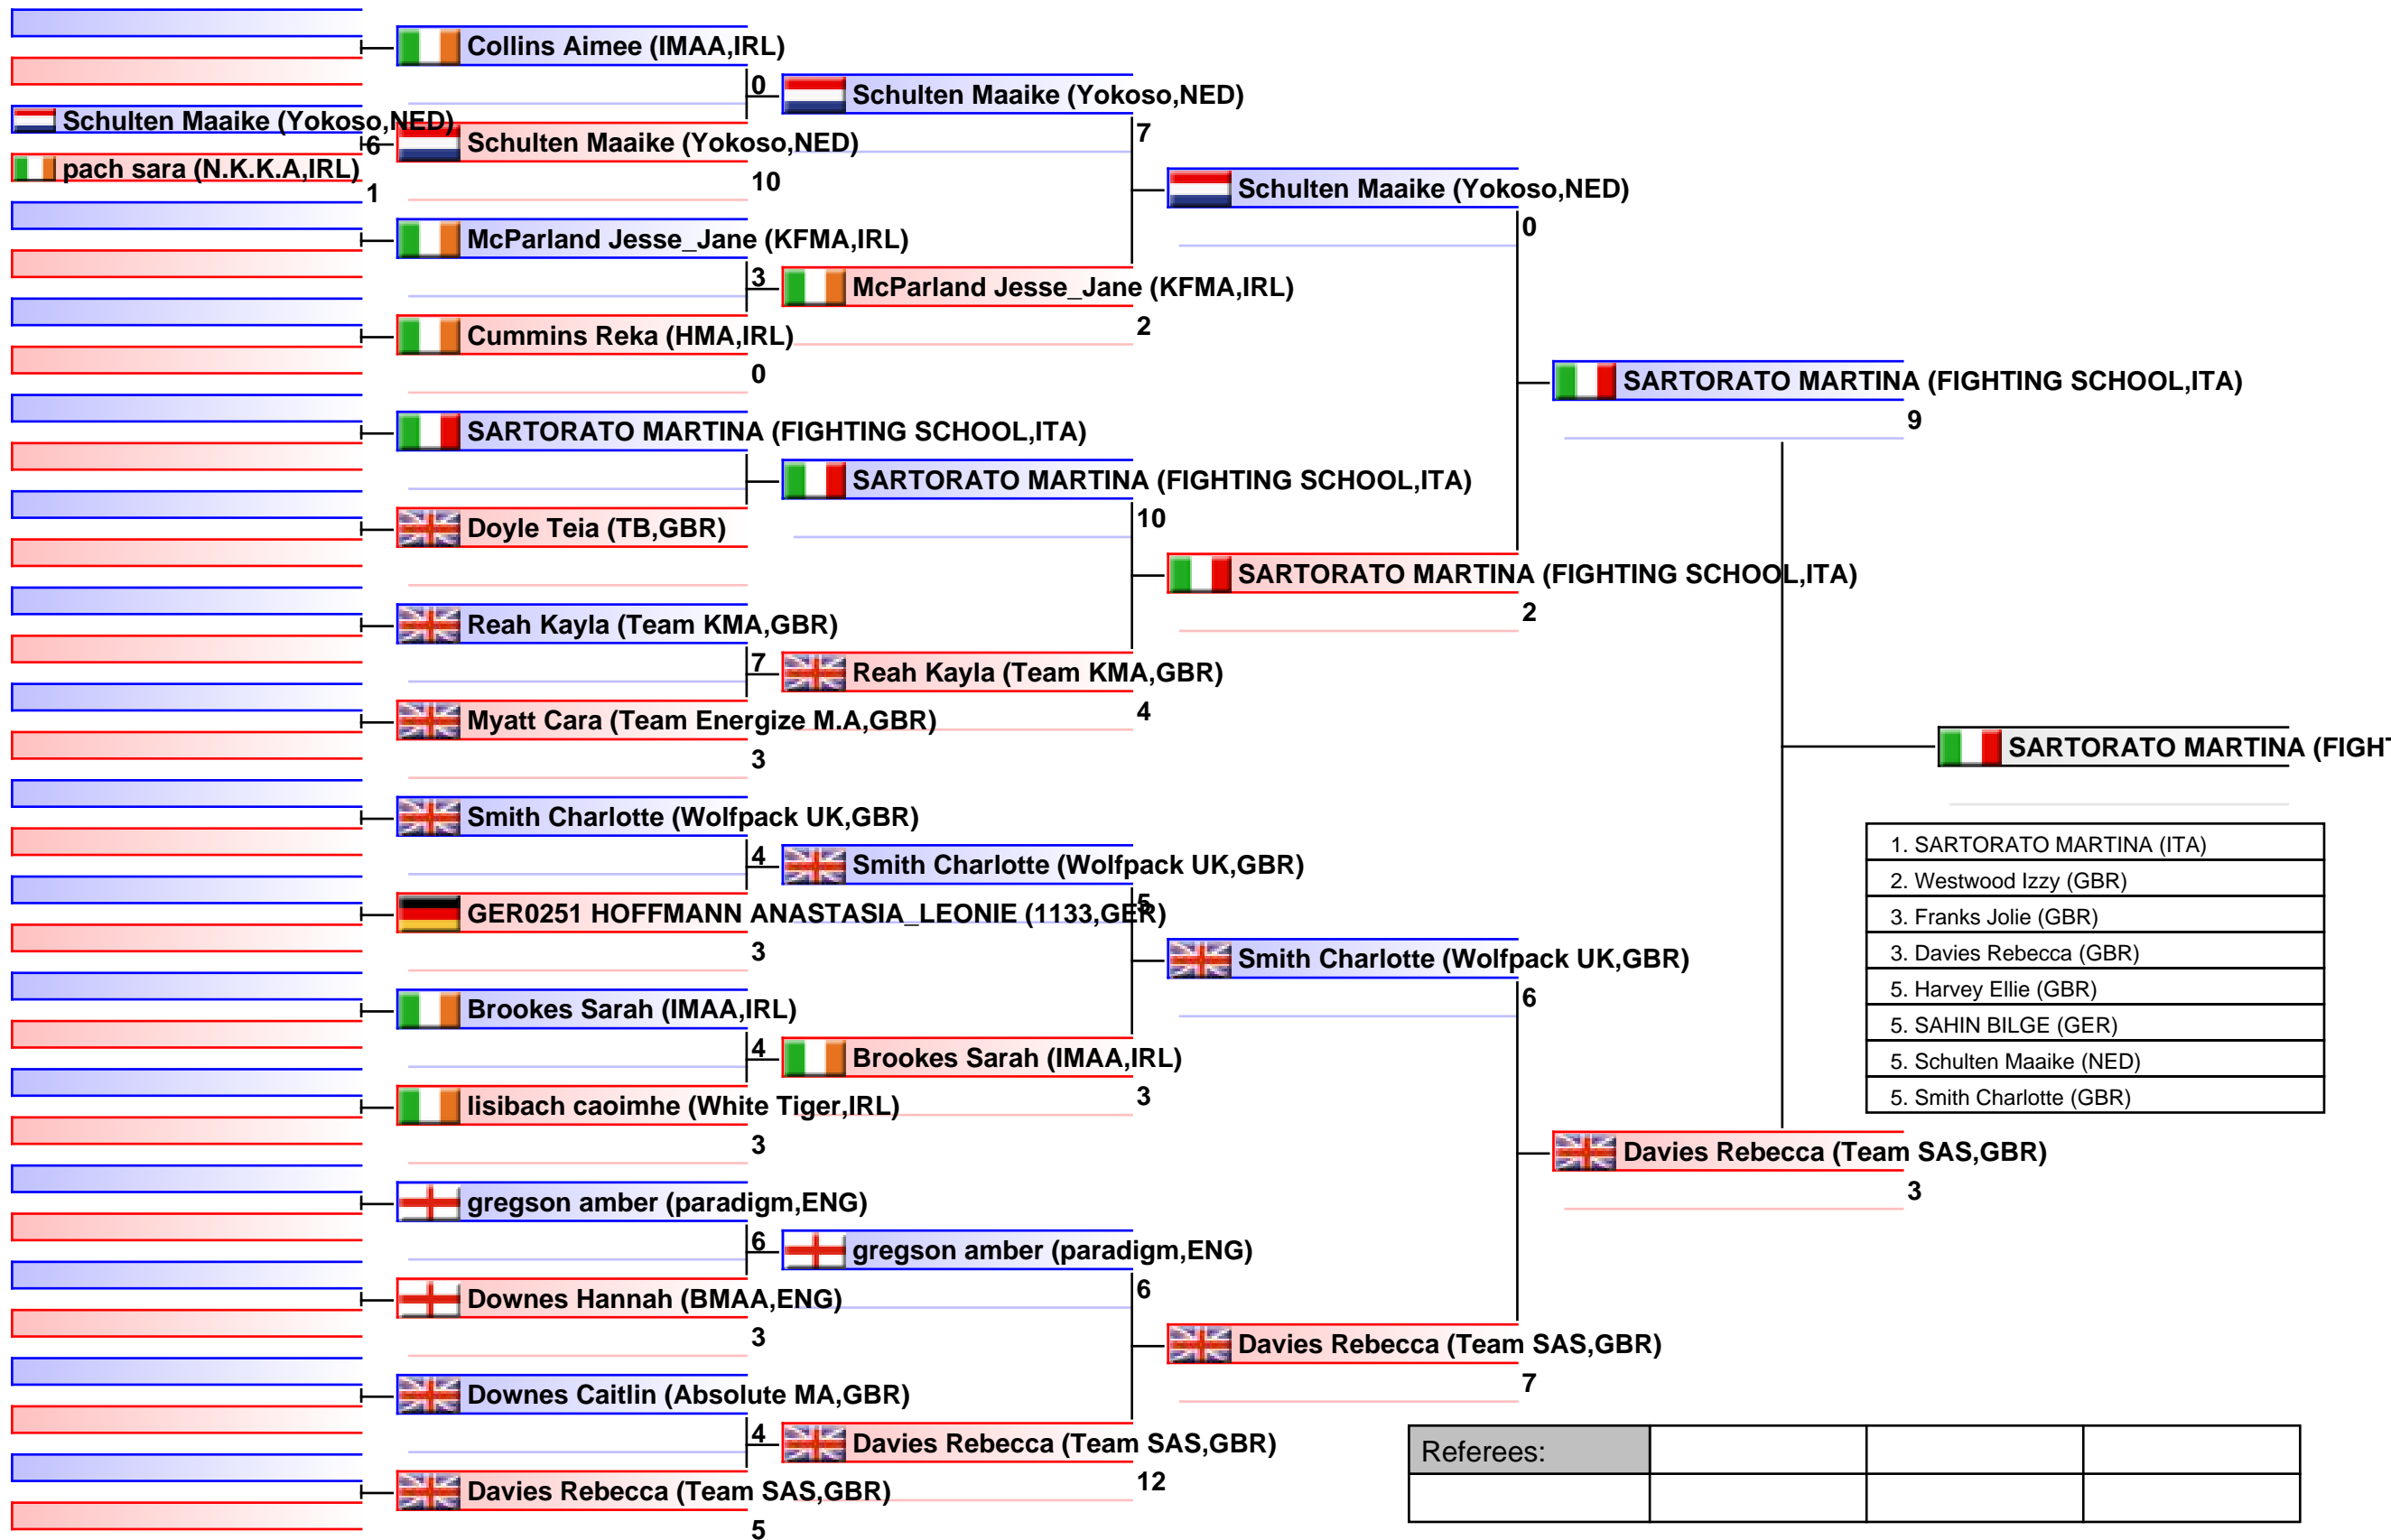 Schulten Maaike (Yokoso,NED)
6
pach sara (N.K.K.A,IRL)
1
Collins Aimee (IMAA,IRL)
0
Schulten Maaike (Yokoso,NED)
10
McParland Jesse_Jane (KFMA,IRL)
3
Cummins Reka (HMA,IRL)
0
SARTORATO MARTINA (FIGHTING SCHOOL,ITA)
Doyle Teia (TB,GBR)
Reah Kayla (Team KMA,GBR)
7
Myatt Cara (Team Energize M.A,GBR)
3
Smith Charlotte (Wolfpack UK,GBR)
4
GER0251 HOFFMANN ANASTASIA_LEONIE (1133,GER)
3
Brookes Sarah (IMAA,IRL)
4
lisibach caoimhe (White Tiger,IRL)
3
gregson amber (paradigm,ENG)
6
Downes Hannah (BMAA,ENG)
3
Downes Caitlin (Absolute MA,GBR)
4
Davies Rebecca (Team SAS,GBR)
5
Schulten Maaike (Yokoso,NED)
7
McParland Jesse_Jane (KFMA,IRL)
2
SARTORATO MARTINA (FIGHTING SCHOOL,ITA)
10
Reah Kayla (Team KMA,GBR)
4
Smith Charlotte (Wolfpack UK,GBR)
5
Brookes Sarah (IMAA,IRL)
3
gregson amber (paradigm,ENG)
6
Davies Rebecca (Team SAS,GBR)
12
Schulten Maaike (Yokoso,NED)
0
SARTORATO MARTINA (FIGHTING SCHOOL,ITA)
2
Smith Charlotte (Wolfpack UK,GBR)
6
Davies Rebecca (Team SAS,GBR)
7
SARTORATO MARTINA (FIGHTING SCHOOL,ITA)
9
Davies Rebecca (Team SAS,GBR)
3
SARTORATO MARTINA (FIGHT
1. SARTORATO MARTINA (ITA)
2. Westwood Izzy (GBR)
3. Franks Jolie (GBR)
3. Davies Rebecca (GBR)
5. Harvey Ellie (GBR)
5. SAHIN BILGE (GER)
5. Schulten Maaike (NED)
5. Smith Charlotte (GBR)
Referees: